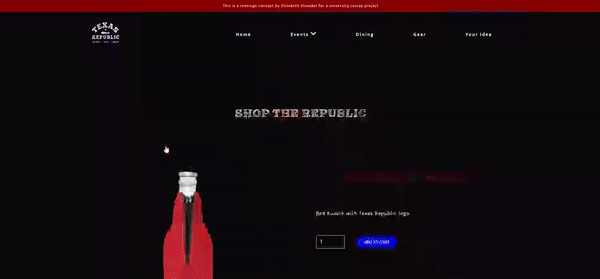 This is a redesign concept by Elizabeth Alvarado for a university course project
TEXAS
REPUBLIC
Home
Events
Dining
Gear
Your Idea
SHOP THE REPUBLIC
Red Koozie with Texas Republic logo
1
ADD TO CART